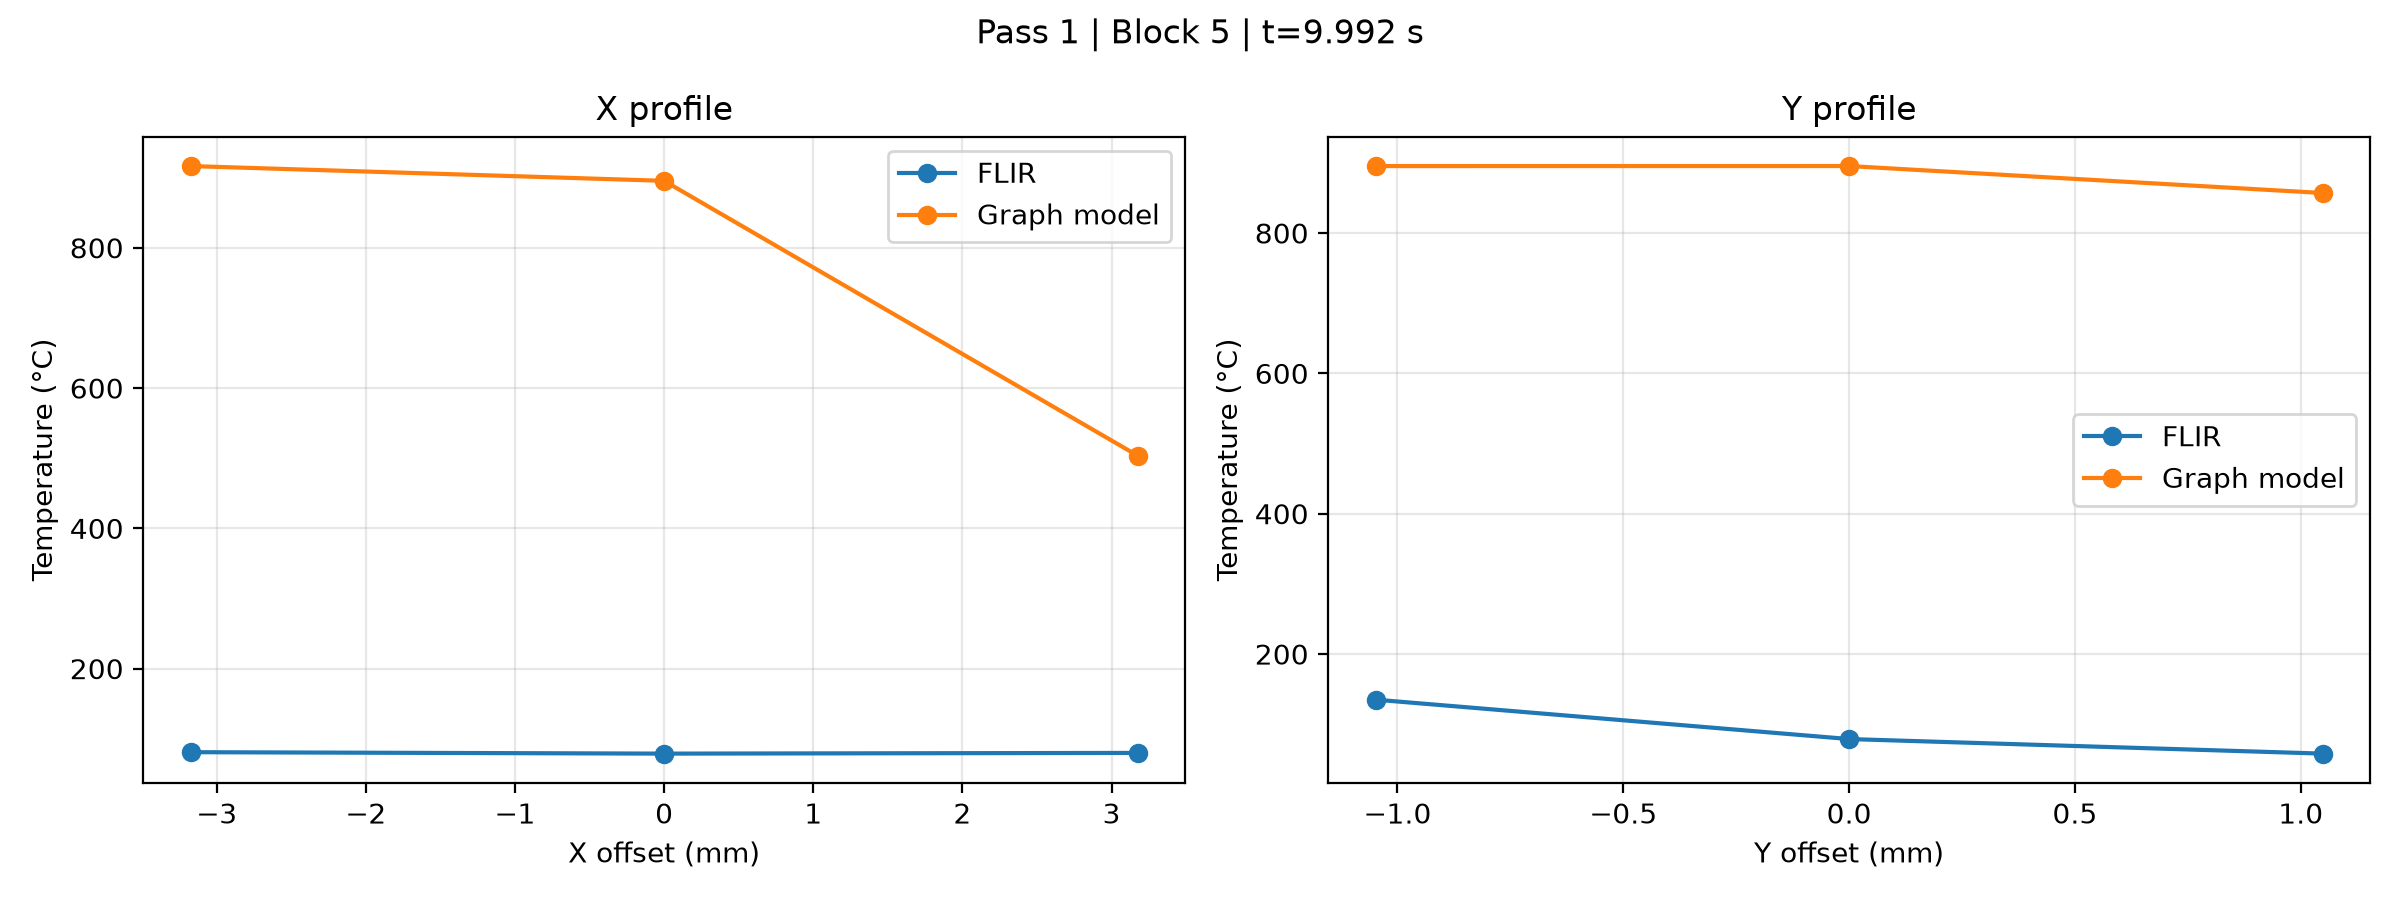 Pass 1 | Block 5 | t=9.992 s
X profile
FLIR
Graph model
800
600
400
200
Temperature (°C)
−3
−2
−1
0
1
2
3
X offset (mm)
Y profile
FLIR
Graph model
800
600
400
200
Temperature (°C)
−1.0
−0.5
0.0
0.5
1.0
Y offset (mm)